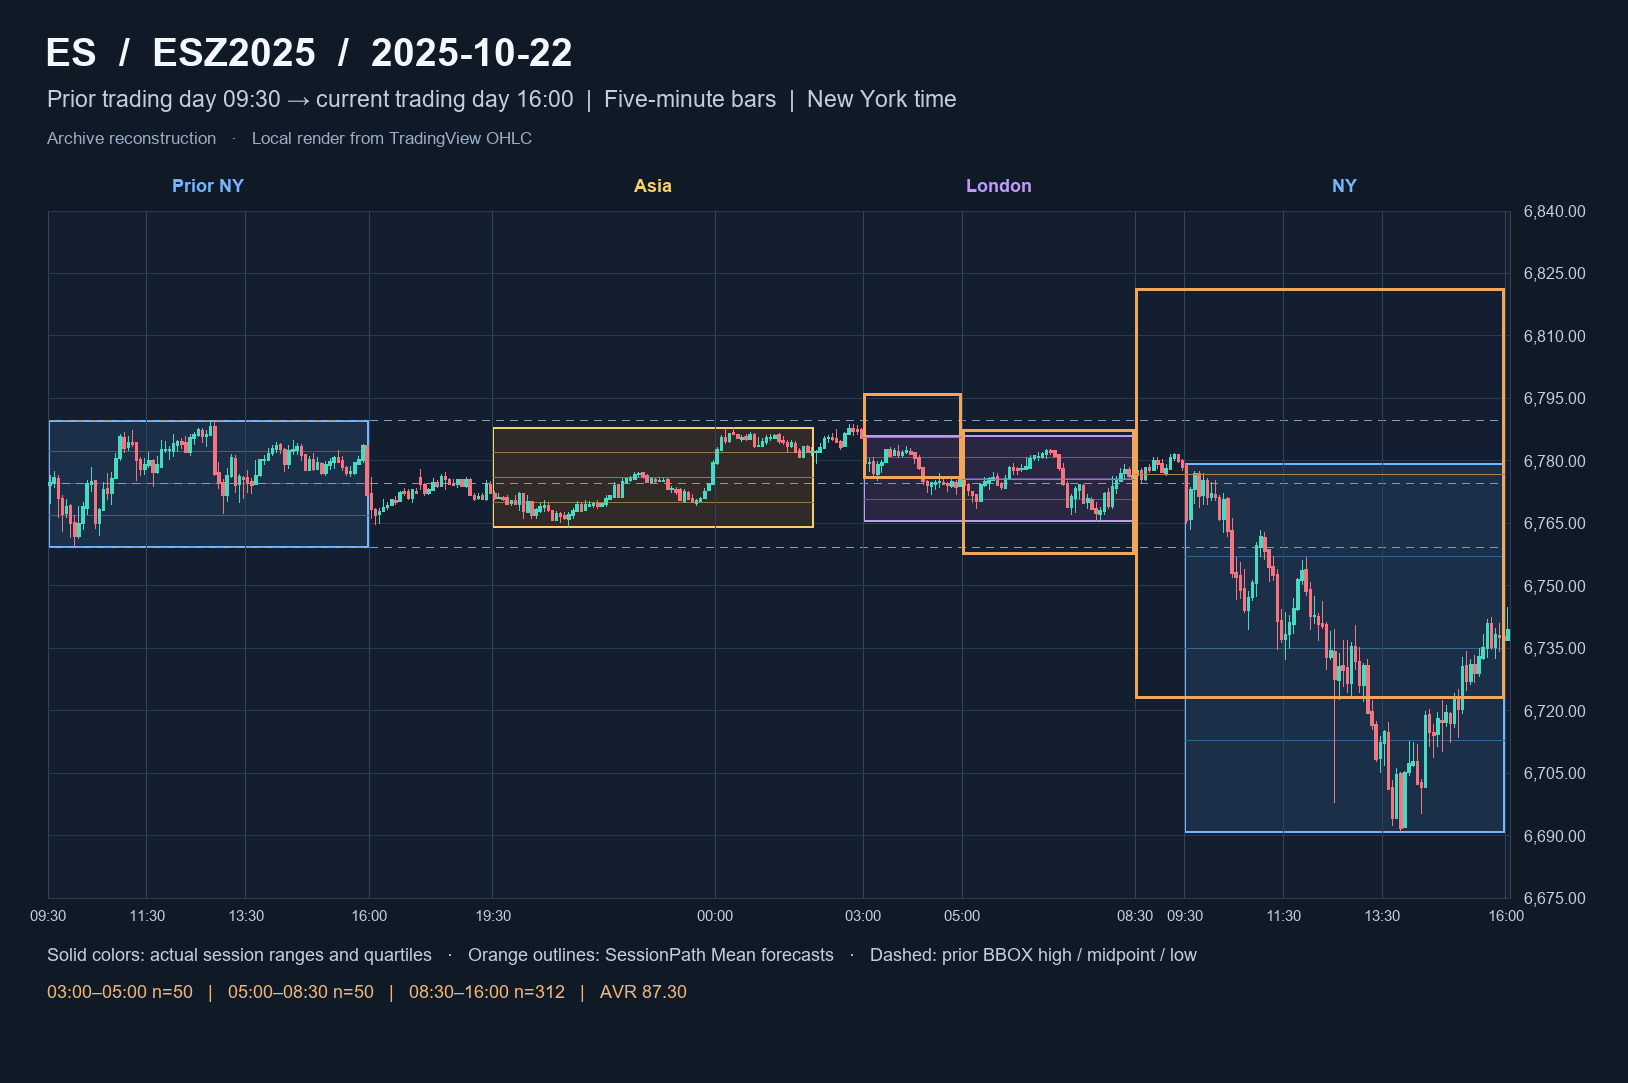 ES / ESZ2025 / 2025-10-22
Prior trading day 09:30 → current trading day 16:00 | Five-minute bars | New York time
Archive reconstruction · Local render from TradingView OHLC
Prior NY Asia London NY
6,840.00
6,825.00
6,810.00
6,795.00
6,780.00
6,765.00
6,750.00
6,735.00
6,720.00
6,705.00
6,690.00
6,675.00
09:30 11:30 13:30 16:00 19:30 00:00 03:00 05:00 08:30 09:30 11:30 13:30 16:00
Solid colors: actual session ranges and quartiles · Orange outlines: SessionPath Mean forecasts · Dashed: prior BBOX high / midpoint / low
03:00–05:00 n=50 | 05:00–08:30 n=50 | 08:30–16:00 n=312 | AVR 87.30